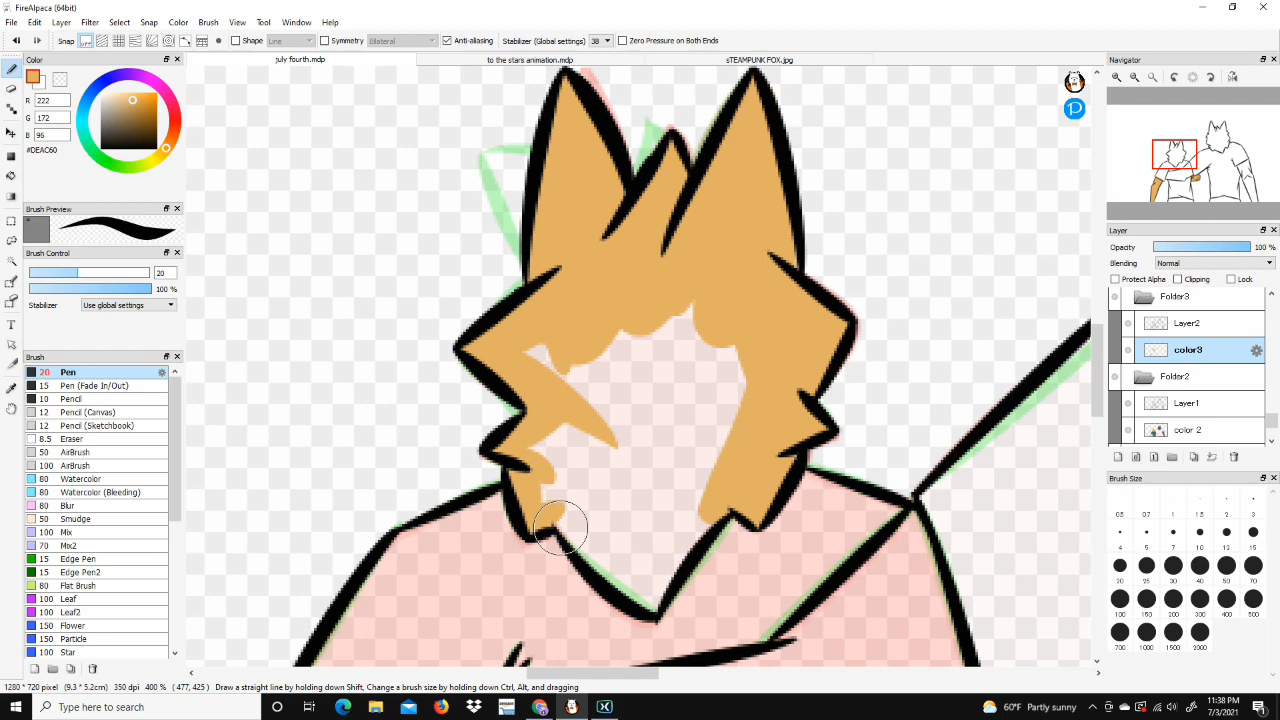 FireAlpaca (64bit)
File Edit Layer Filter Select Snap Color Brush View Tool Window Help
Snap OFF Shape Line Symmetry Bilateral Anti-aliasing Stabilizer (Global settings) 38 Zero Pressure on Both Ends
july fourth.mdp to the stars animation.mdp sTEAMPUNK FOX.jpg
Color
R 222
G 172
B 96
#DEAC60
Brush Preview
Brush Control
20
100 %
Stabilizer Use global settings
Brush
20 Pen
15 Pen (Fade In/Out)
10 Pencil
12 Pencil (Canvas)
12 Pencil (Sketchbook)
8.5 Eraser
50 AirBrush
100 AirBrush
80 Watercolor
100 Watercolor (Bleeding)
80 Blur
50 Smudge
100 Mix
70 Mix2
15 Edge Pen
15 Edge Pen2
80 Flat Brush
100 Leaf
100 Leaf2
150 Flower
150 Particle
100 Star
Navigator
Layer
Opacity 100 %
Blending Normal
Protect Alpha Clipping Lock
Folder3
Layer2
color3
Folder2
Layer1
color 2
Brush Size
0.5 0.7 1 1.5 2 3
4 5 7 10 12 15
20 25 30 40 50 70
100 150 200 300 400 500
700 1000 1500 2000
1280 * 720 pixel (9.3 * 5.2cm) 350 dpi 400 % ( 477, 425 ) Draw a straight line by holding down Shift, Change a brush size by holding down Ctrl, Alt, and dragging
Type here to search
60°F Partly sunny
11:38 PM
7/3/2021